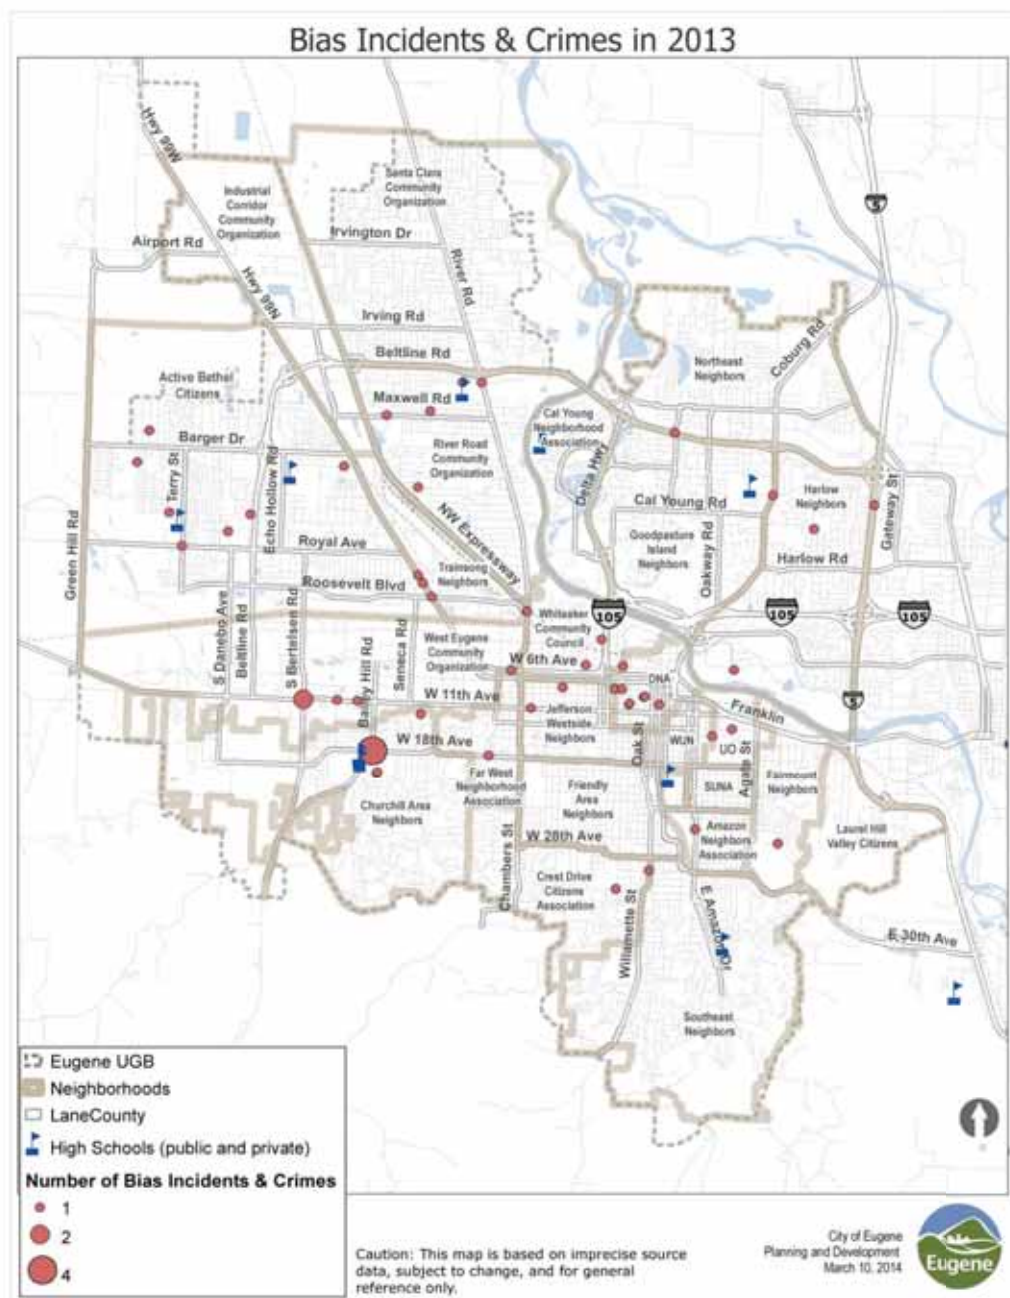 Bias Incidents & Crimes in 2013
Hwy 99W
Santa Clara
Community
Organization
Industrial
Corridor
Community
Organization
5
Irvington Dr
Airport Rd
River Rd
Hwy 99N
Irving Rd
Coburg Rd
Beltline Rd
Northeast
Neighbors
Active Bethel
Citizens
Maxwell Rd
Cal Young
Neighborhood
Association
Barger Dr
River Road
Community
Organization
Terry St
Echo Hollow Rd
Delta Hwy
Cal Young Rd
Harlow
Neighbors
Gateway St
Green Hill Rd
NW Expressway
Goodpasture
Island
Neighbors
Oakway Rd
Royal Ave
Harlow Rd
Trainsong
Neighbors
Roosevelt Blvd
S Danebo Ave
Beltline Rd
S Bertelsen Rd
Whiteaker
Community
Council
105
105
105
West Eugene
Community
Organization
Seneca Rd
Bailey Hill Rd
W 6th Ave
DNA
W 11th Ave
5
Franklin
Jefferson
Westside
Neighbors
W 18th Ave
Oak St
WUN
UO
Agate St
Far West
Neighborhood
Association
Friendly
Area
Neighbors
SUNA
Fairmount
Neighbors
Churchill Area
Neighbors
Chambers St
W 28th Ave
Amazon
Neighbors
Association
Laurel Hill
Valley Citizens
Crest Drive
Citizens
Association
Willamette St
E Amazon Dr
E 30th Ave
Southeast
Neighbors
Eugene UGB
Neighborhoods
LaneCounty
High Schools (public and private)
Number of Bias Incidents & Crimes
1
2
4
Caution: This map is based on imprecise source
data, subject to change, and for general
reference only.
City of Eugene
Planning and Development
March 10, 2014
Eugene